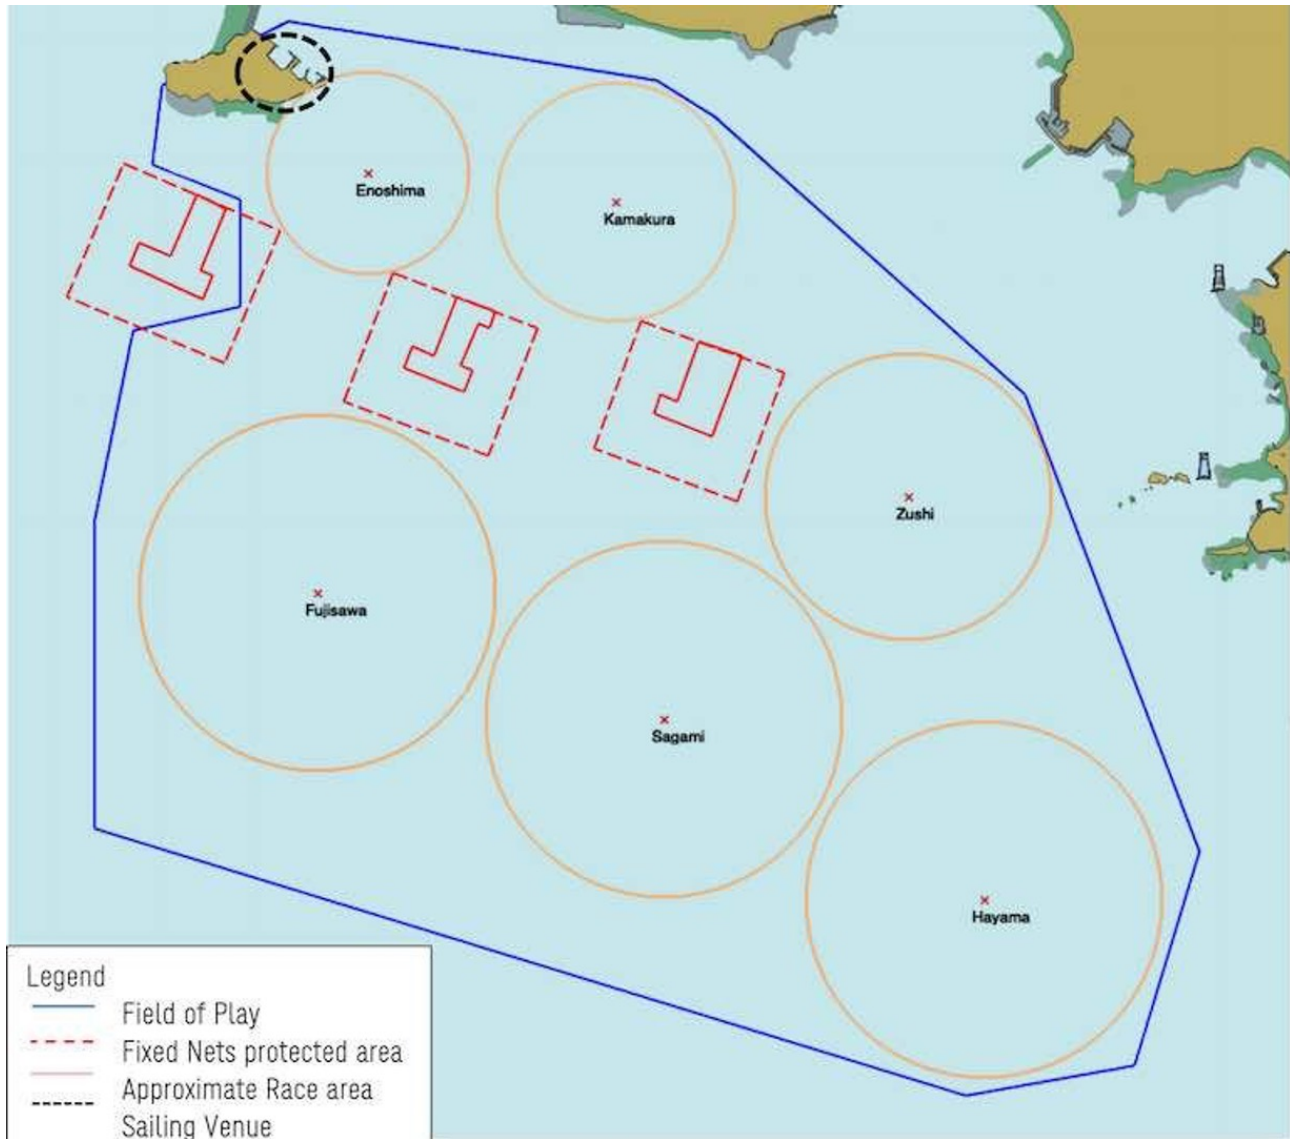 Enoshima
Kamakura
Zushi
Fujisawa
Sagami
Hayama
Legend
Field of Play
Fixed Nets protected area
Approximate Race area
Sailing Venue